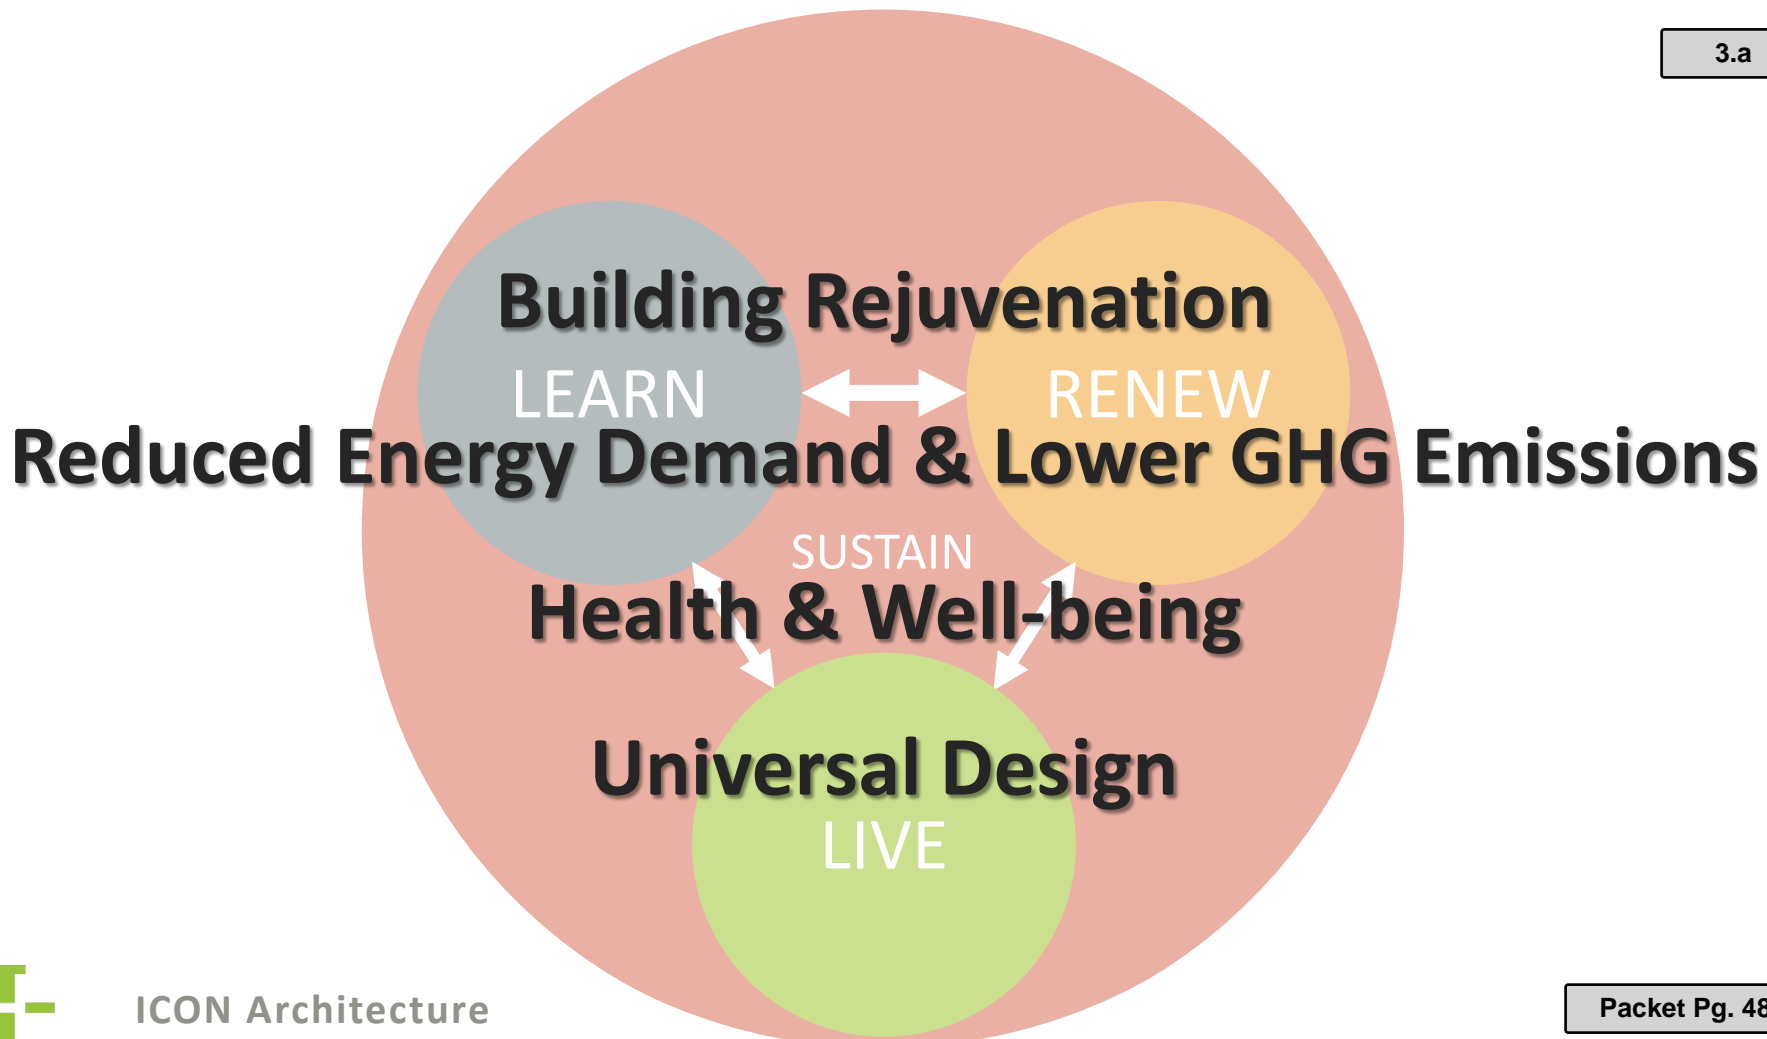 3.a
Building Rejuvenation
LEARN
RENEW
Reduced Energy Demand & Lower GHG Emissions
SUSTAIN
Health & Well-being
Universal Design
LIVE
ICON Architecture
Packet Pg. 48